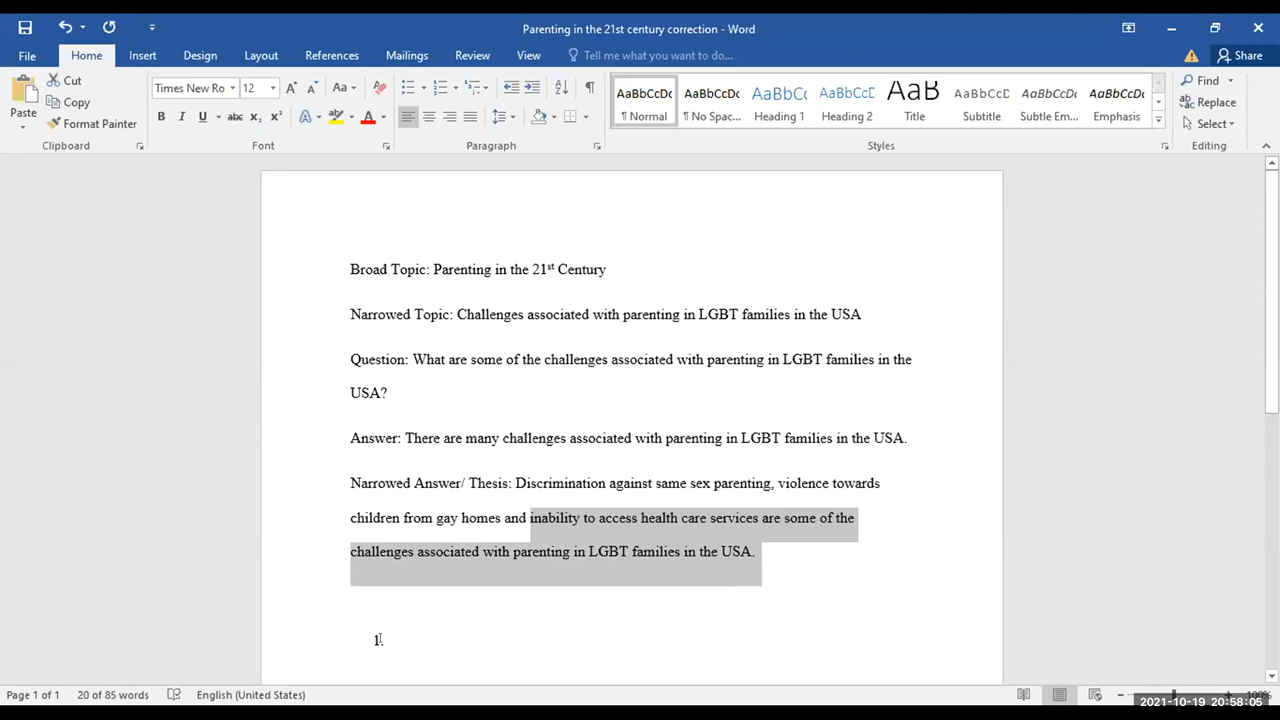 Parenting in the 21st century correction - Word
File Home Insert Design Layout References Mailings Review View Tell me what you want to do... Share
Paste Cut Copy Format Painter
Times New Ro 12
AaBbCcDc AaBbCcDc AaBbCc AaBbCcD AaB AaBbCcD AaBbCcDc AaBbCcDc
¶ Normal ¶ No Spac... Heading 1 Heading 2 Title Subtitle Subtle Em... Emphasis
Find Replace Select
Clipboard Font Paragraph Styles Editing
Broad Topic: Parenting in the 21st Century
Narrowed Topic: Challenges associated with parenting in LGBT families in the USA
Question: What are some of the challenges associated with parenting in LGBT families in the
USA?
Answer: There are many challenges associated with parenting in LGBT families in the USA.
Narrowed Answer/ Thesis: Discrimination against same sex parenting, violence towards
children from gay homes and inability to access health care services are some of the
challenges associated with parenting in LGBT families in the USA.
1.
Page 1 of 1 20 of 85 words English (United States) 100%
2021-10-19 20:58:05